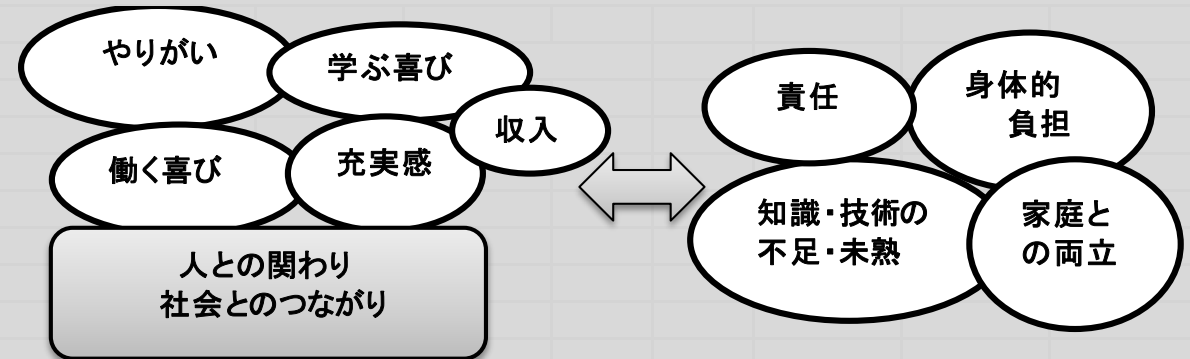 やりがい
学ぶ喜び
収入
働く喜び
充実感
人との関わり
社会とのつながり
責任
身体的
負担
知識・技術の
不足・未熟
家庭と
の両立